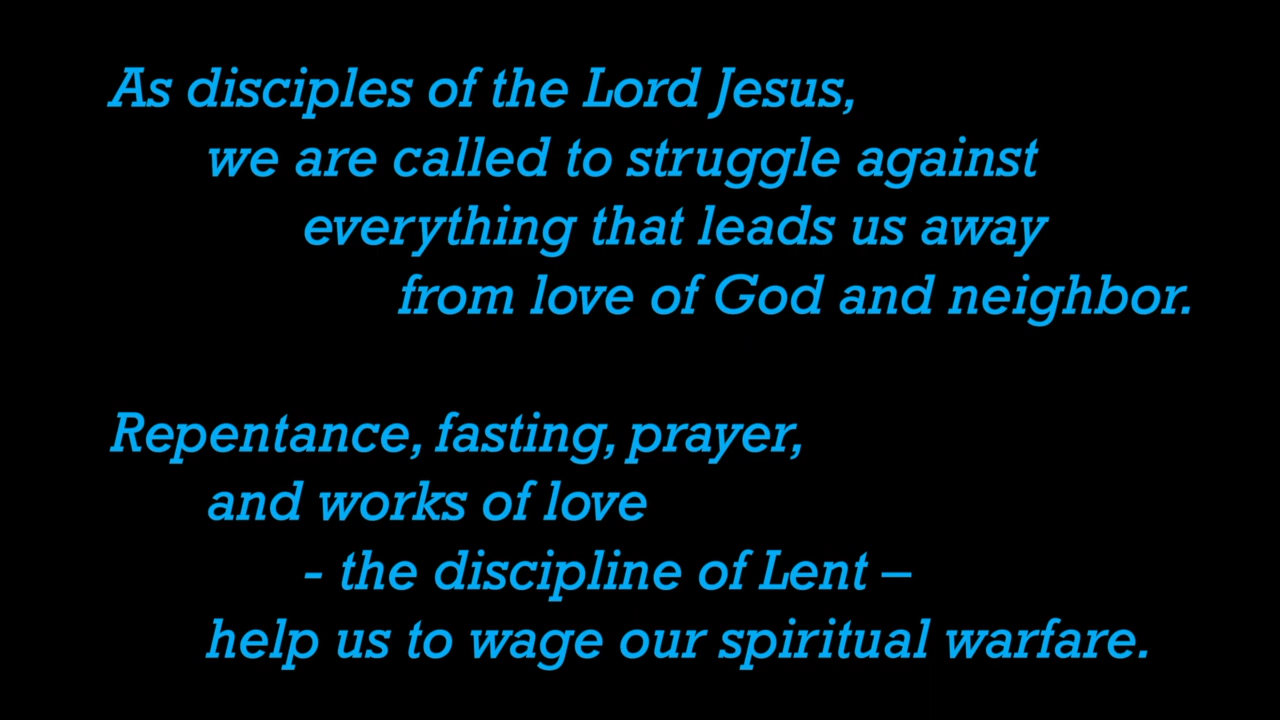 As disciples of the Lord Jesus,
we are called to struggle against
everything that leads us away
from love of God and neighbor.
Repentance, fasting, prayer,
and works of love
- the discipline of Lent –
help us to wage our spiritual warfare.